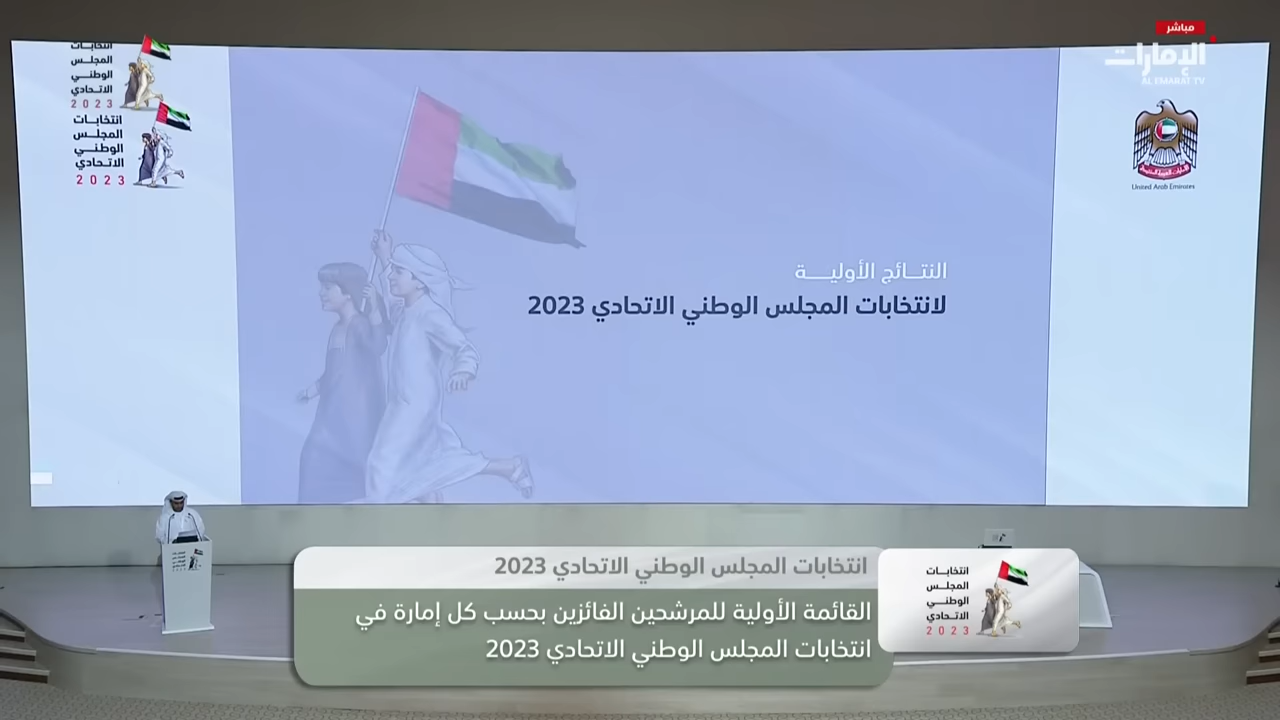 مباشر
الإمارات
AL EMARAT TV
انتخابات
المجلس
الوطني
الاتحادي
2023
انتخابات
المجلس
الوطني
الاتحادي
2023
United Arab Emirates
النتائج الأولية
لانتخابات المجلس الوطني الاتحادي 2023
انتخابات المجلس الوطني الاتحادي 2023
القائمة الأولية للمرشحين الفائزين بحسب كل إمارة في
انتخابات المجلس الوطني الاتحادي 2023
انتخابات
المجلس
الوطني
الاتحادي
2023